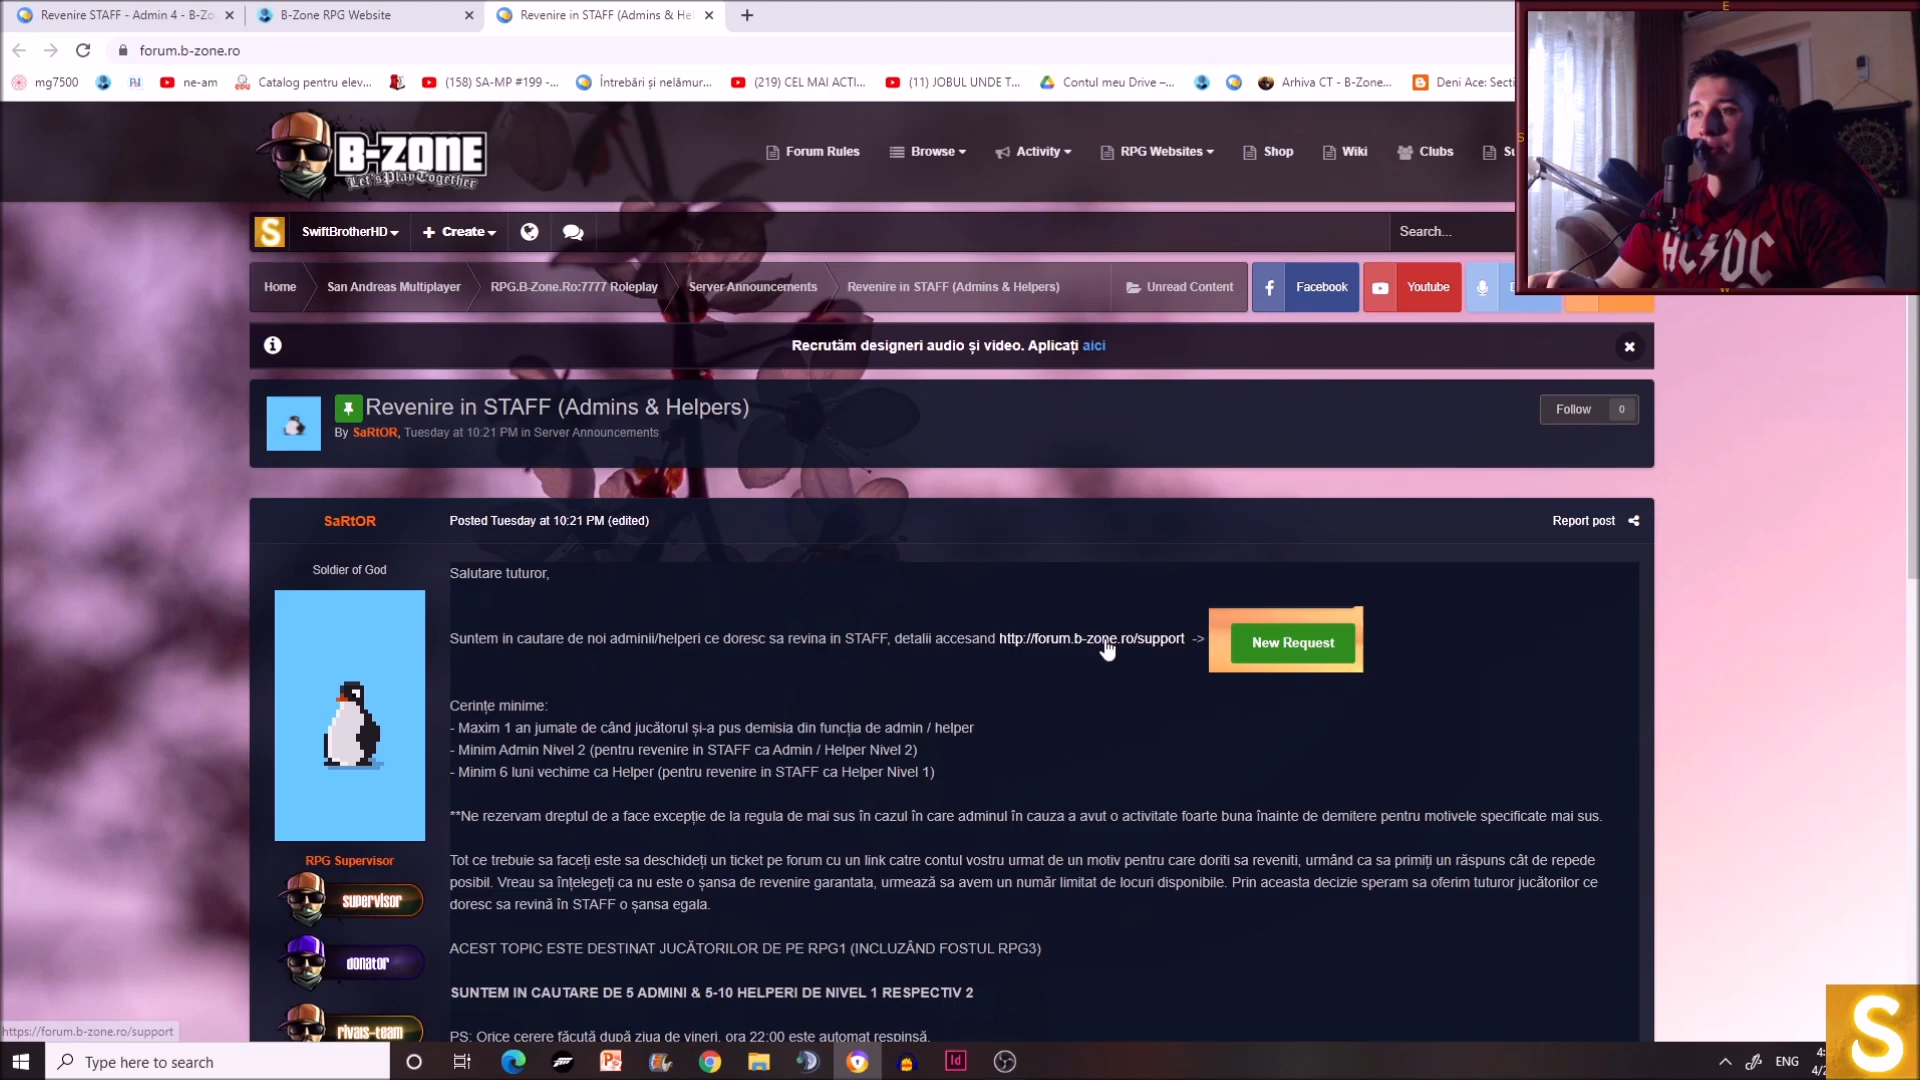 Revenire STAFF - Admin 4 - B-Zo
B-Zone RPG Website
Revenire in STAFF (Admins & He
forum.b-zone.ro
mg7500
ne-am
Catalog pentru elev...
(158) SA-MP #199 -...
Întrebări și nelămur...
(219) CEL MAI ACTI...
(11) JOBUL UNDE T...
Contul meu Drive –...
Arhiva CT - B-Zone...
Deni Ace: Secti
B-ZONE
Let'sPlayTogether
Forum Rules
Browse
Activity
RPG Websites
Shop
Wiki
Clubs
S
SwiftBrotherHD
Create
Search...
Home
San Andreas Multiplayer
RPG.B-Zone.Ro:7777 Roleplay
Server Announcements
Revenire in STAFF (Admins & Helpers)
Unread Content
Facebook
Youtube
AC DC
Recrutăm designeri audio și video. Aplicați aici
Revenire in STAFF (Admins & Helpers)
By SaRtOR, Tuesday at 10:21 PM in Server Announcements
Follow 0
SaRtOR
Posted Tuesday at 10:21 PM (edited)
Report post
Soldier of God
Salutare tuturor,
Suntem in cautare de noi adminii/helperi ce doresc sa revina in STAFF, detalii accesand http://forum.b-zone.ro/support ->
New Request
Cerințe minime:
- Maxim 1 an jumate de când jucătorul și-a pus demisia din funcția de admin / helper
- Minim Admin Nivel 2 (pentru revenire in STAFF ca Admin / Helper Nivel 2)
- Minim 6 luni vechime ca Helper (pentru revenire in STAFF ca Helper Nivel 1)
**Ne rezervam dreptul de a face excepție de la regula de mai sus în cazul în care adminul în cauza a avut o activitate foarte buna înainte de demitere pentru motivele specificate mai sus.
Tot ce trebuie sa faceți este sa deschideți un ticket pe forum cu un link catre contul vostru urmat de un motiv pentru care doriti sa reveniti, urmând ca sa primiți un răspuns cât de repede
posibil. Vreau sa înțelegeți ca nu este o șansa de revenire garantata, urmează sa avem un număr limitat de locuri disponibile. Prin aceasta decizie speram sa oferim tuturor jucătorilor ce
doresc sa revină în STAFF o șansa egala.
ACEST TOPIC ESTE DESTINAT JUCĂTORILOR DE PE RPG1 (INCLUZÂND FOSTUL RPG3)
SUNTEM IN CAUTARE DE 5 ADMINI & 5-10 HELPERI DE NIVEL 1 RESPECTIV 2
PS: Orice cerere făcută după ziua de vineri, ora 22:00 este automat respinsă.
RPG Supervisor
supervisor
donator
rivals-team
https://forum.b-zone.ro/support
Type here to search
Id
ENG
S